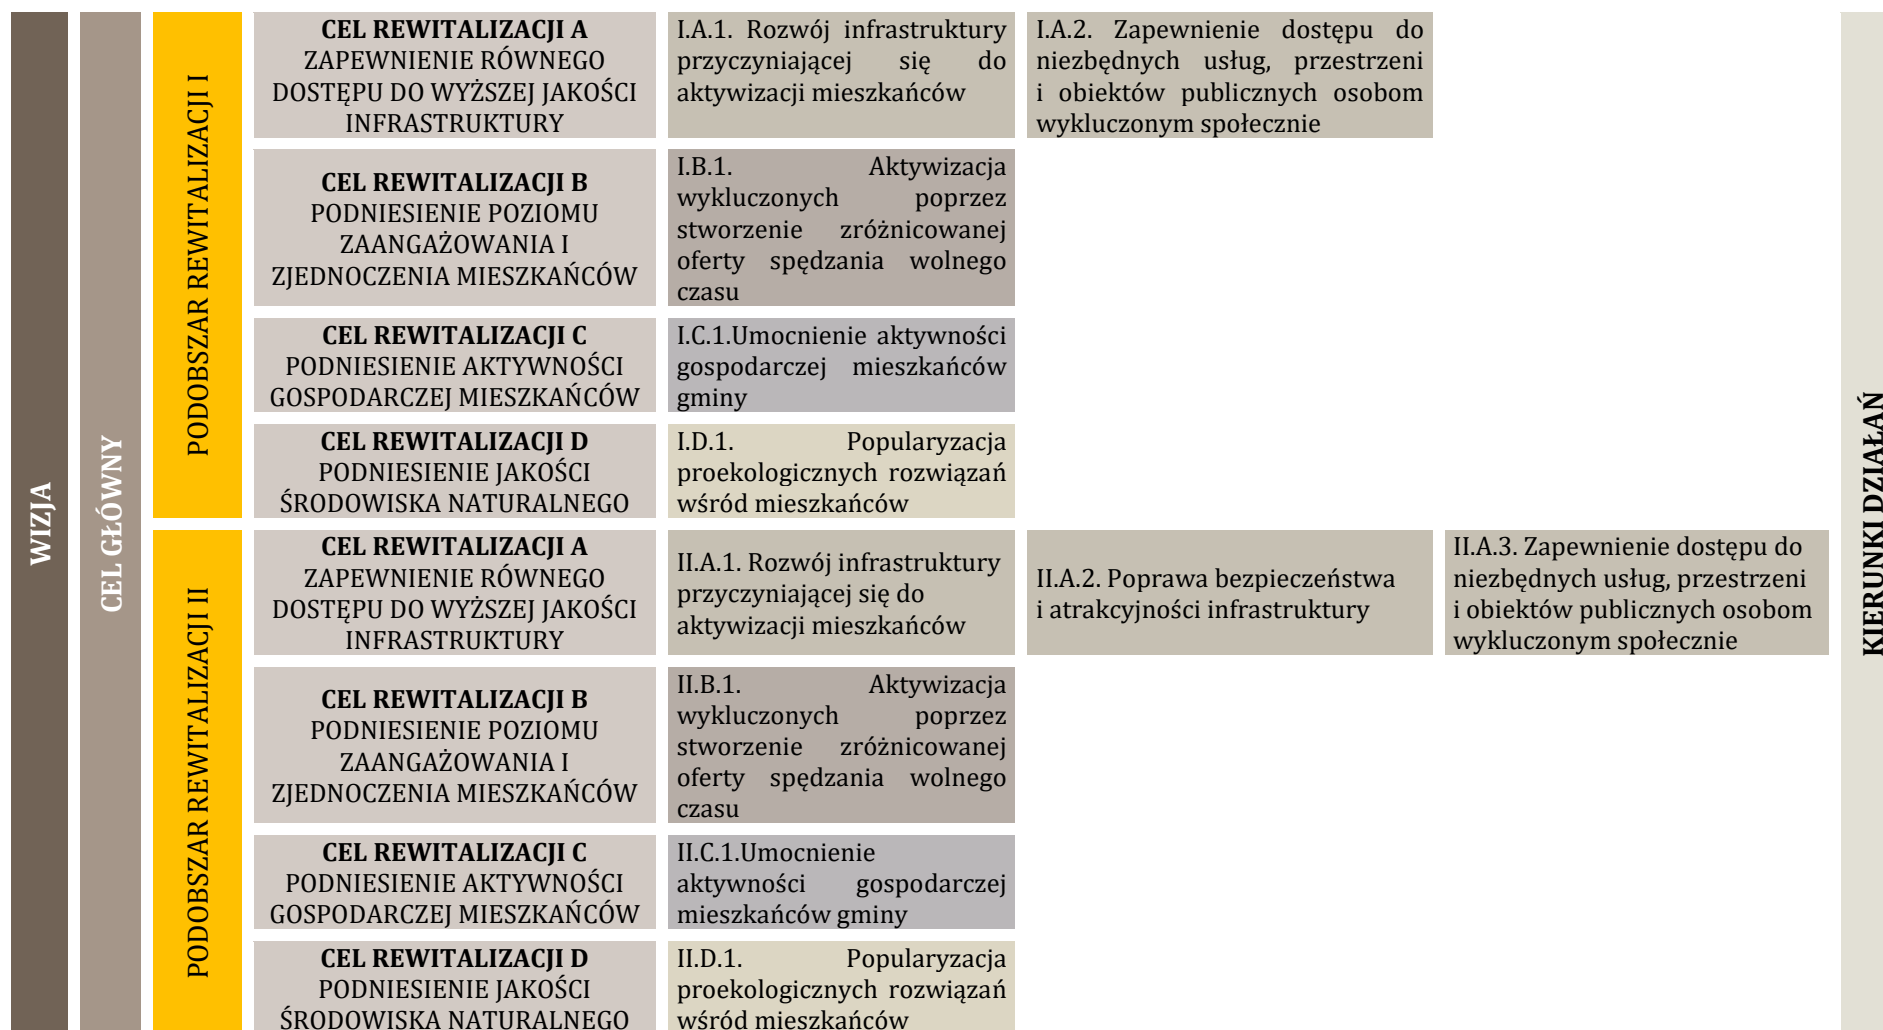 WIZJA
CEL GŁÓWNY
PODOBSZAR REWITALIZACJI I
CEL REWITALIZACJI A
ZAPEWNIENIE RÓWNEGO
DOSTĘPU DO WYŻSZEJ JAKOŚCI
INFRASTRUKTURY
I.A.1. Rozwój infrastruktury
przyczyniającej się do
aktywizacji mieszkańców
I.A.2. Zapewnienie dostępu do
niezbędnych usług, przestrzeni
i obiektów publicznych osobom
wykluczonym społecznie
CEL REWITALIZACJI B
PODNIESIENIE POZIOMU
ZAANGAŻOWANIA I
ZJEDNOCZENIA MIESZKAŃCÓW
I.B.1. Aktywizacja
wykluczonych poprzez
stworzenie zróżnicowanej
oferty spędzania wolnego
czasu
CEL REWITALIZACJI C
PODNIESIENIE AKTYWNOŚCI
GOSPODARCZEJ MIESZKAŃCÓW
I.C.1.Umocnienie aktywności
gospodarczej mieszkańców
gminy
CEL REWITALIZACJI D
PODNIESIENIE JAKOŚCI
ŚRODOWISKA NATURALNEGO
I.D.1. Popularyzacja
proekologicznych rozwiązań
wśród mieszkańców
PODOBSZAR REWITALIZACJI II
CEL REWITALIZACJI A
ZAPEWNIENIE RÓWNEGO
DOSTĘPU DO WYŻSZEJ JAKOŚCI
INFRASTRUKTURY
II.A.1. Rozwój infrastruktury
przyczyniającej się do
aktywizacji mieszkańców
II.A.2. Poprawa bezpieczeństwa
i atrakcyjności infrastruktury
II.A.3. Zapewnienie dostępu do
niezbędnych usług, przestrzeni
i obiektów publicznych osobom
wykluczonym społecznie
CEL REWITALIZACJI B
PODNIESIENIE POZIOMU
ZAANGAŻOWANIA I
ZJEDNOCZENIA MIESZKAŃCÓW
II.B.1. Aktywizacja
wykluczonych poprzez
stworzenie zróżnicowanej
oferty spędzania wolnego
czasu
CEL REWITALIZACJI C
PODNIESIENIE AKTYWNOŚCI
GOSPODARCZEJ MIESZKAŃCÓW
II.C.1.Umocnienie
aktywności gospodarczej
mieszkańców gminy
CEL REWITALIZACJI D
PODNIESIENIE JAKOŚCI
ŚRODOWISKA NATURALNEGO
II.D.1. Popularyzacja
proekologicznych rozwiązań
wśród mieszkańców
KIERUNKI DZIAŁAŃ